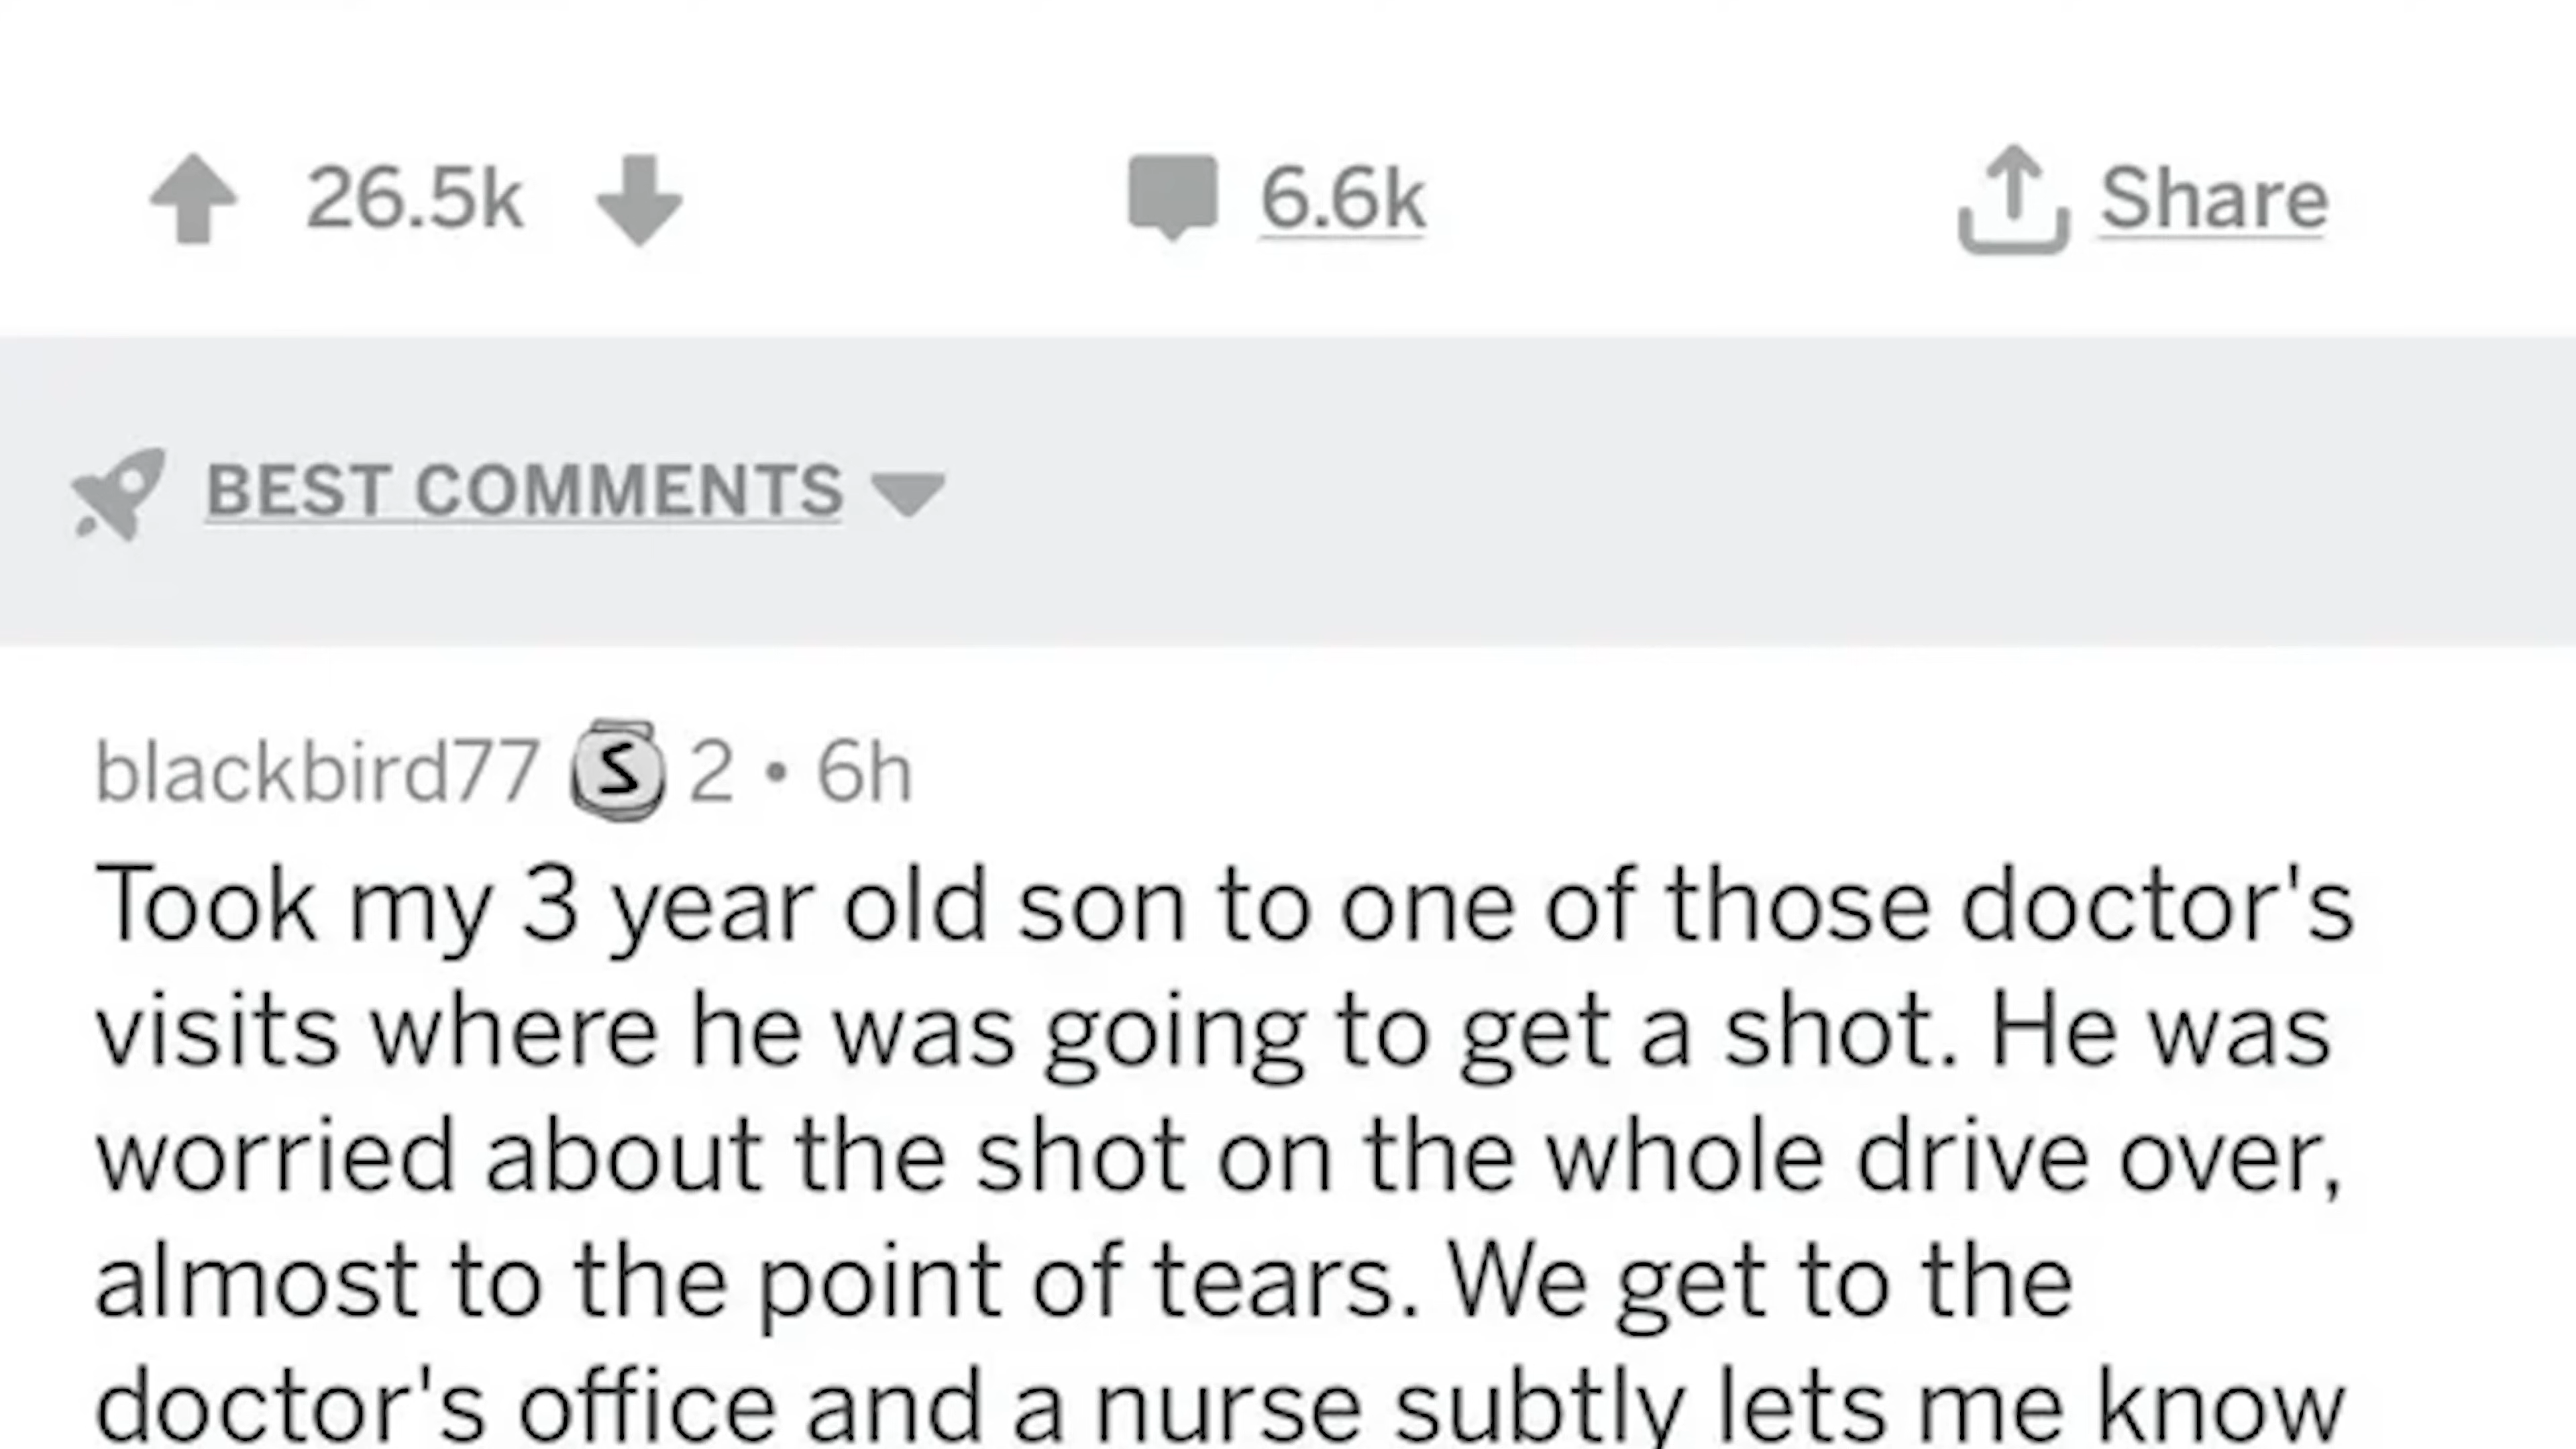 26.5k 6.6k Share
BEST COMMENTS
blackbird77 S 2 • 6h
Took my 3 year old son to one of those doctor's
visits where he was going to get a shot. He was
worried about the shot on the whole drive over,
almost to the point of tears. We get to the
doctor's office and a nurse subtly lets me know